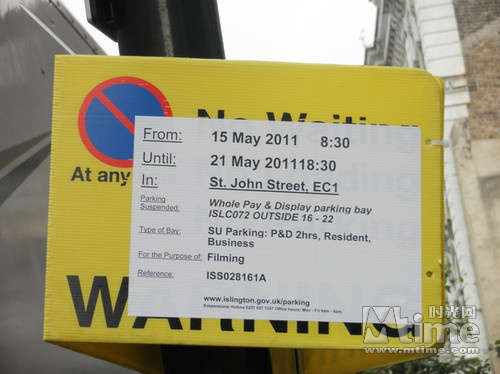 No Waiting
At any
From: 15 May 2011 8:30
Until: 21 May 201118:30
In: St. John Street, EC1
Parking Suspended: Whole Pay & Display parking bay
ISLC072 OUTSIDE 16 - 22
Type of Bay: SU Parking: P&D 2hrs, Resident,
Business
For the Purpose of: Filming
Reference: ISS028161A
www.islington.gov.uk/parking
WARNING
时光网
Mtime
www.mtime.com